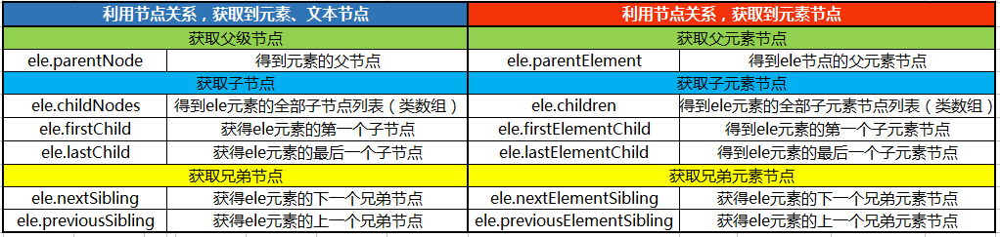 利用节点关系，获取到元素、文本节点 利用节点关系，获取到元素节点
获取父级节点 获取父元素节点
ele.parentNode 得到元素的父节点 ele.parentElement 得到ele节点的父元素节点
获取子节点 获取子元素节点
ele.childNodes 得到ele元素的全部子节点列表（类数组） ele.children 得到ele元素的全部子元素节点列表（类数组）
ele.firstChild 获得ele元素的第一个子节点 ele.firstElementChild 得到ele元素的第一个子元素节点
ele.lastChild 获得ele元素的最后一个子节点 ele.lastElementChild 得到ele元素的最后一个子元素节点
获取兄弟节点 获取兄弟元素节点
ele.nextSibling 获得ele元素的下一个兄弟节点 ele.nextElementSibling 获得ele元素的下一个兄弟元素节点
ele.previousSibling 获得ele元素的上一个兄弟节点 ele.previousElementSibling 获得ele元素的上一个兄弟元素节点